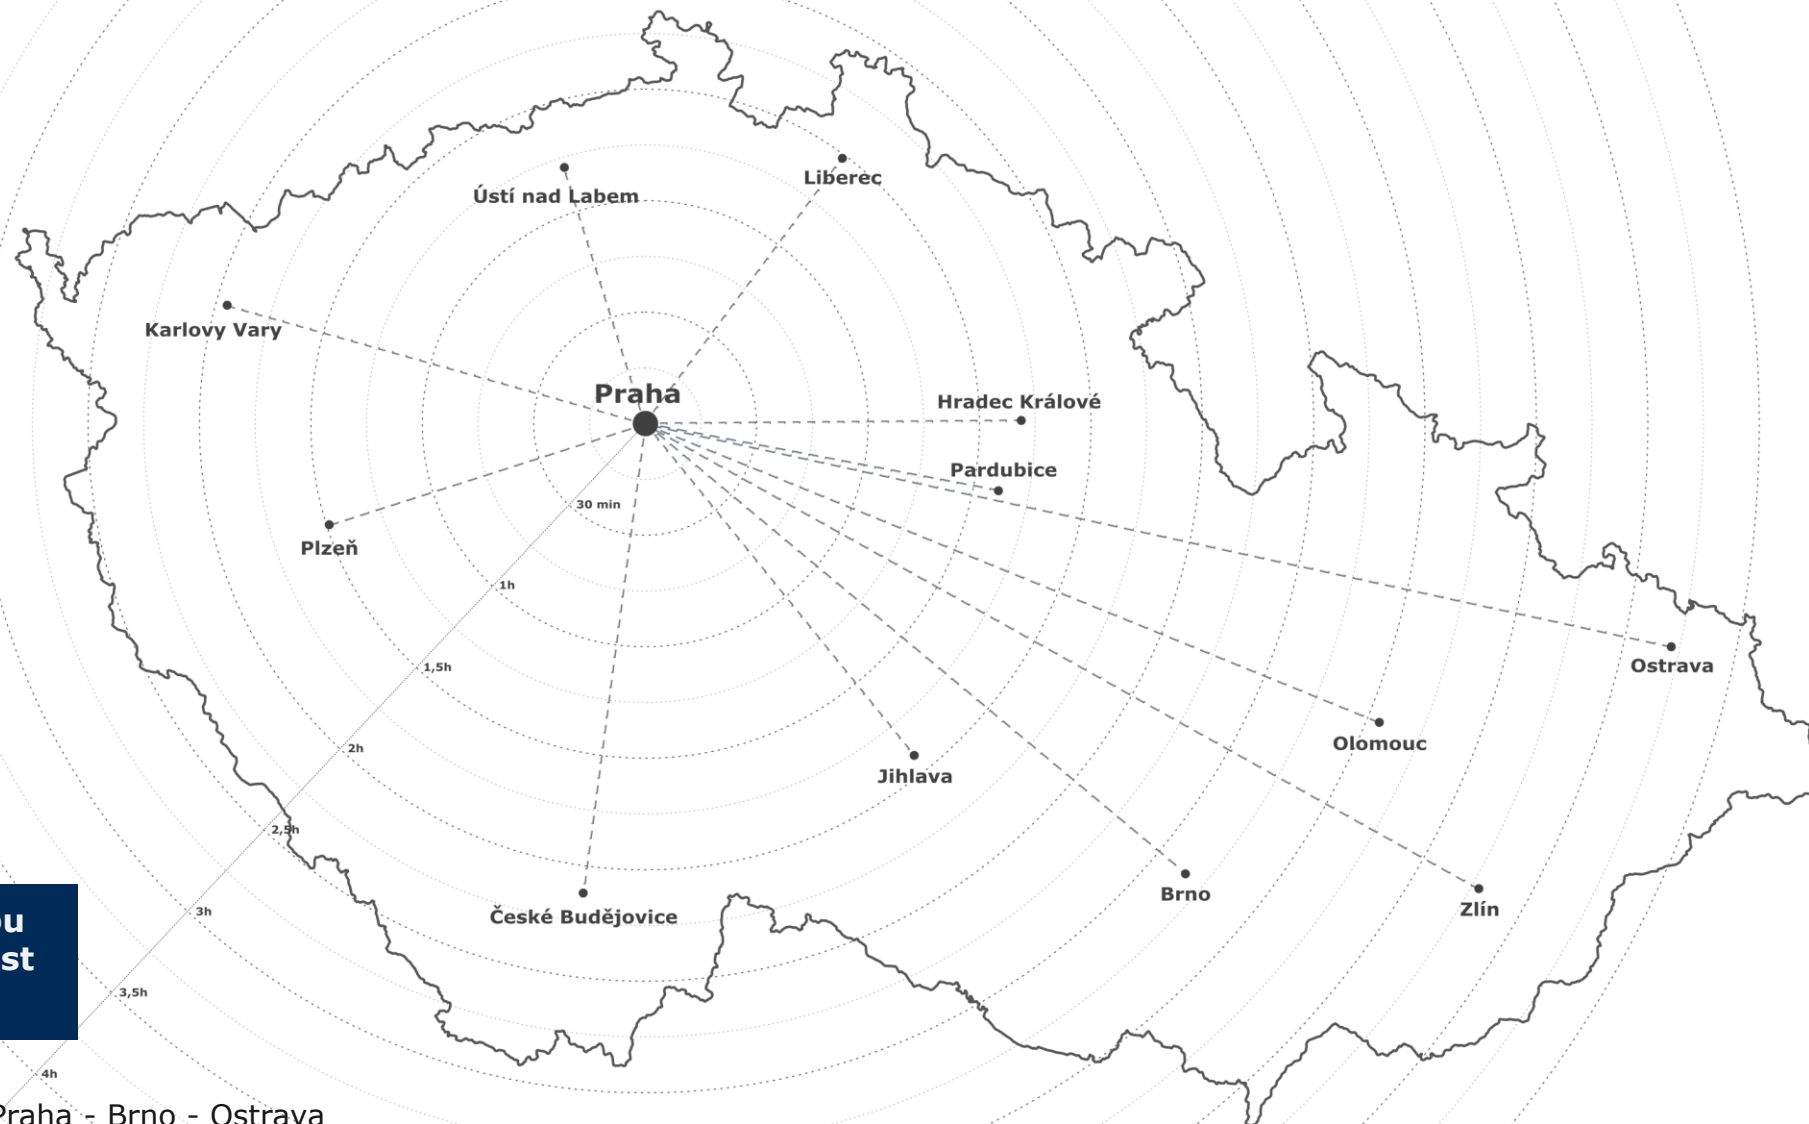 Liberec
Ústí nad Labem
Karlovy Vary
Praha
Hradec Králové
Pardubice
30 min
Plzeň
1h
Ostrava
1,5h
Olomouc
2h
Jihlava
2,5h
Brno
Zlín
3h
České Budějovice
3,5h
4h
Praha - Brno - Ostrava